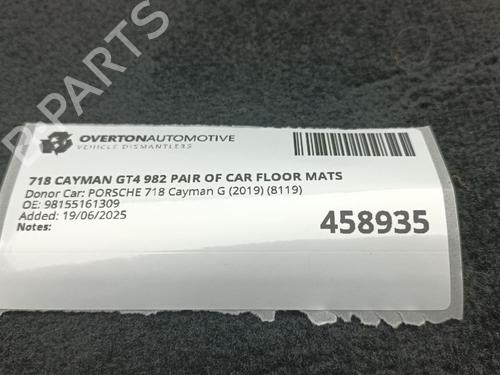 B-PARTS
OVERTONAUTOMOTIVE
VEHICLE DISMANTLERS
718 CAYMAN GT4 982 PAIR OF CAR FLOOR MATS
Donor Car: PORSCHE 718 Cayman G (2019) (8119)
OE: 98155161309
Added: 19/06/2025
Notes:
458935